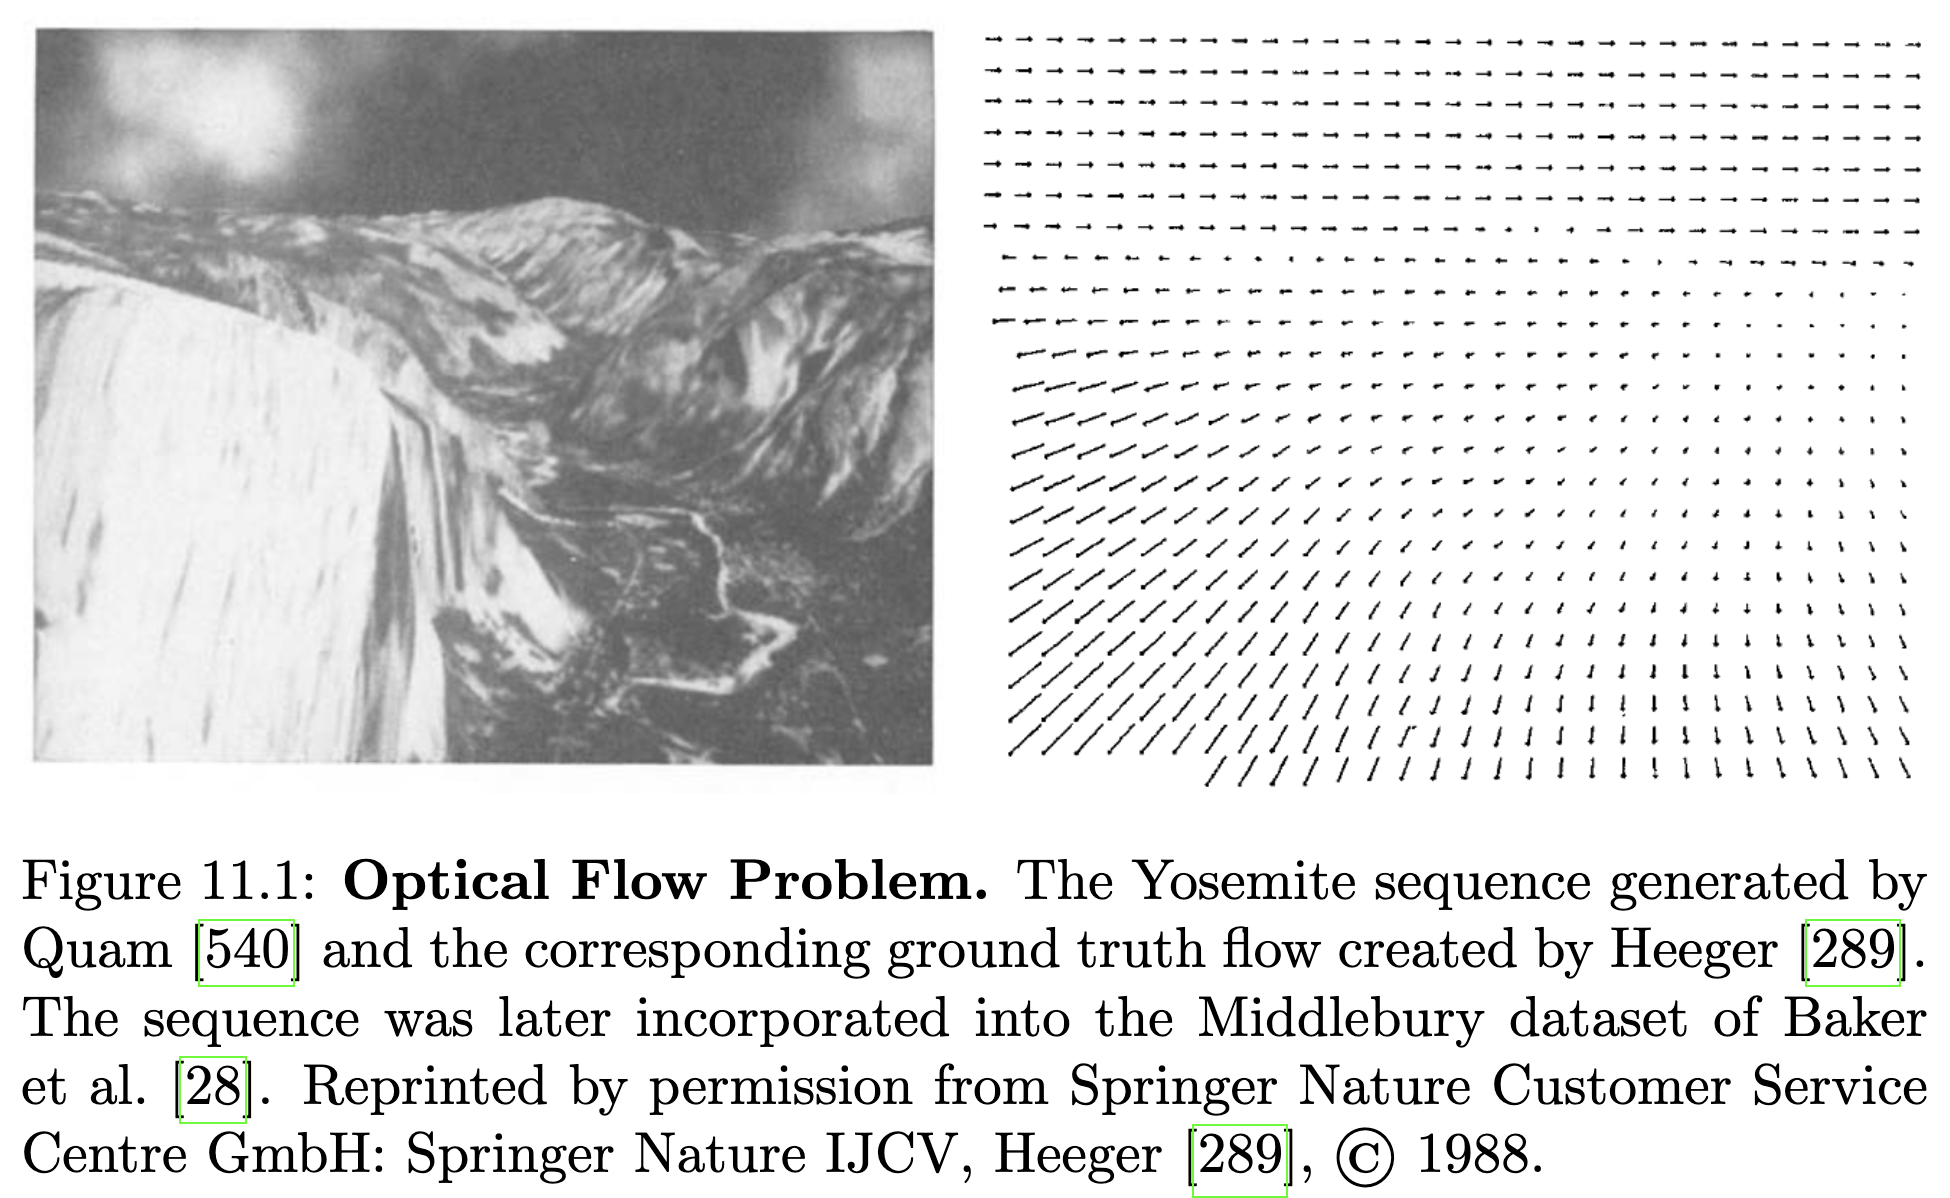 Figure 11.1: Optical Flow Problem. The Yosemite sequence generated by
Quam [540] and the corresponding ground truth flow created by Heeger [289].
The sequence was later incorporated into the Middlebury dataset of Baker
et al. [28]. Reprinted by permission from Springer Nature Customer Service
Centre GmbH: Springer Nature IJCV, Heeger [289], © 1988.